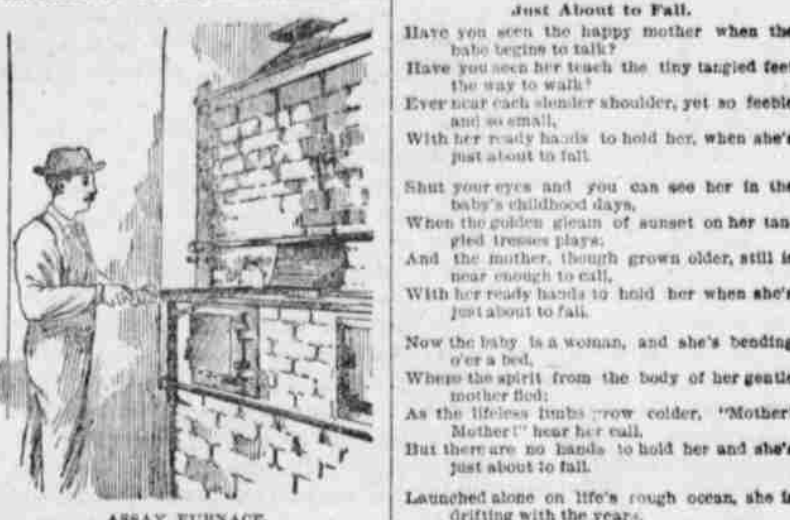 ASSAY FURNACE.
Just About to Fall.
Have you seen the happy mother when the
babe begins to talk?
Have you seen her teach the tiny tangled feet
the way to walk?
Ever near each slender shoulder, yet so feeble
and so small,
With her ready hands to hold her, when she's
just about to fall.
Shut your eyes and you can see her in the
baby's childhood days,
When the golden gleam of sunset on her tan
gled tresses plays;
And the mother, though grown older, still is
near enough to call,
With her ready hands to hold her when she's
just about to fall.
Now the baby is a woman, and she's bending
o'er a bed,
Where the spirit from the body of her gentle
mother fled;
As the lifeless limbs grow colder, "Mother!
Mother!" hear her call,
But there are no hands to hold her and she's
just about to fall.
Launched alone on life's rough ocean, she is
drifting with the years,